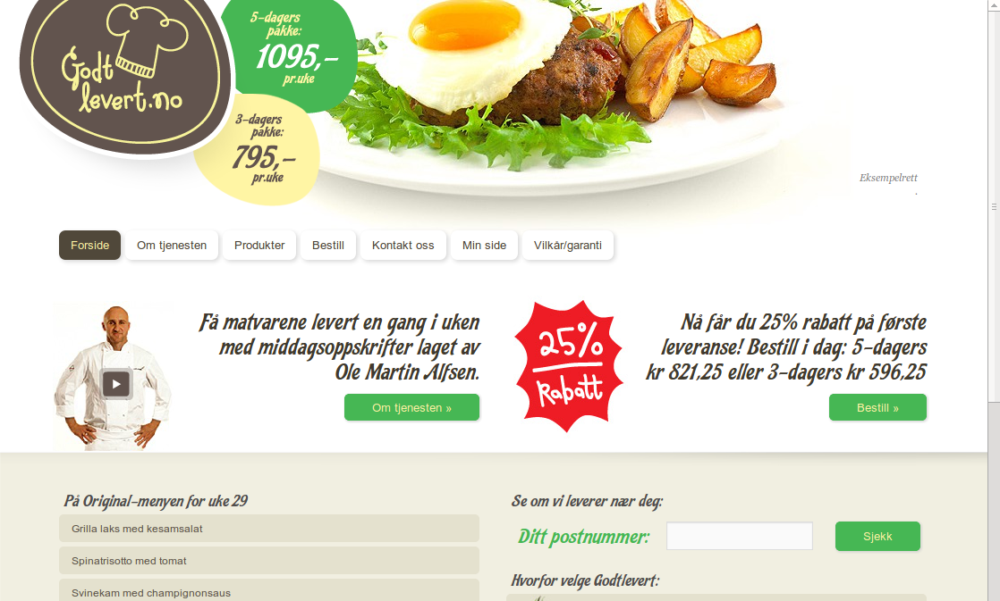 Godt
levert.no
5-dagers
pakke:
1095,-
pr.uke
3-dagers
pakke:
795,-
pr.uke
Eksempelrett
.
Forside
Om tjenesten
Produkter
Bestill
Kontakt oss
Min side
Vilkår/garanti
Få matvarene levert en gang i uken
med middagsoppskrifter laget av
Ole Martin Alfsen.
Om tjenesten »
25%
Rabatt
Nå får du 25% rabatt på første
leveranse! Bestill i dag: 5-dagers
kr 821,25 eller 3-dagers kr 596,25
Bestill »
På Original-menyen for uke 29
Grilla laks med kesamsalat
Spinatrisotto med tomat
Svinekam med champignonsaus
Se om vi leverer nær deg:
Ditt postnummer:
Sjekk
Hvorfor velge Godtlevert: